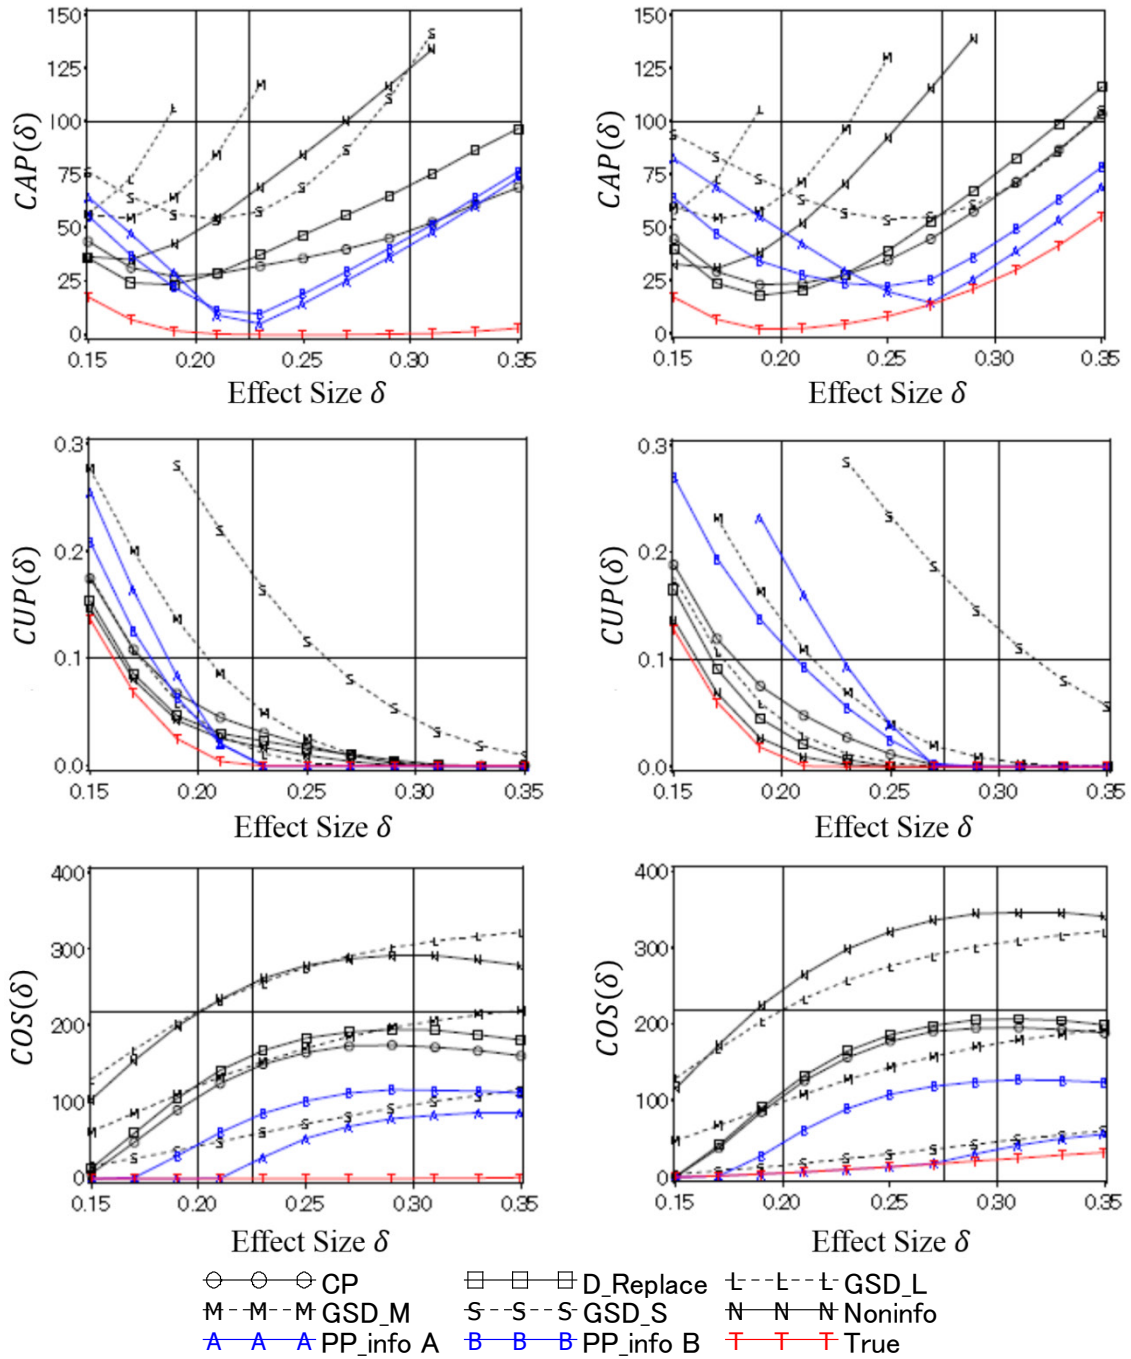 150 150
125 125
100 100
75 75
50 50
25 25
0 0
CAP(δ) CAP(δ)
0.15 0.20 0.25 0.30 0.35 0.15 0.20 0.25 0.30 0.35
Effect Size δ Effect Size δ
0.3 0.3
0.2 0.2
0.1 0.1
0.0 0.0
CUP(δ) CUP(δ)
0.15 0.20 0.25 0.30 0.35 0.15 0.20 0.25 0.30 0.35
Effect Size δ Effect Size δ
400 400
300 300
200 200
100 100
0 0
COS(δ) COS(δ)
0.15 0.20 0.25 0.30 0.35 0.15 0.20 0.25 0.30 0.35
Effect Size δ Effect Size δ
CP D_Replace L L L GSD_L
M M M GSD_M S S S GSD_S N N N Noninfo
A A A PP_info A B B B PP_info B T T T True